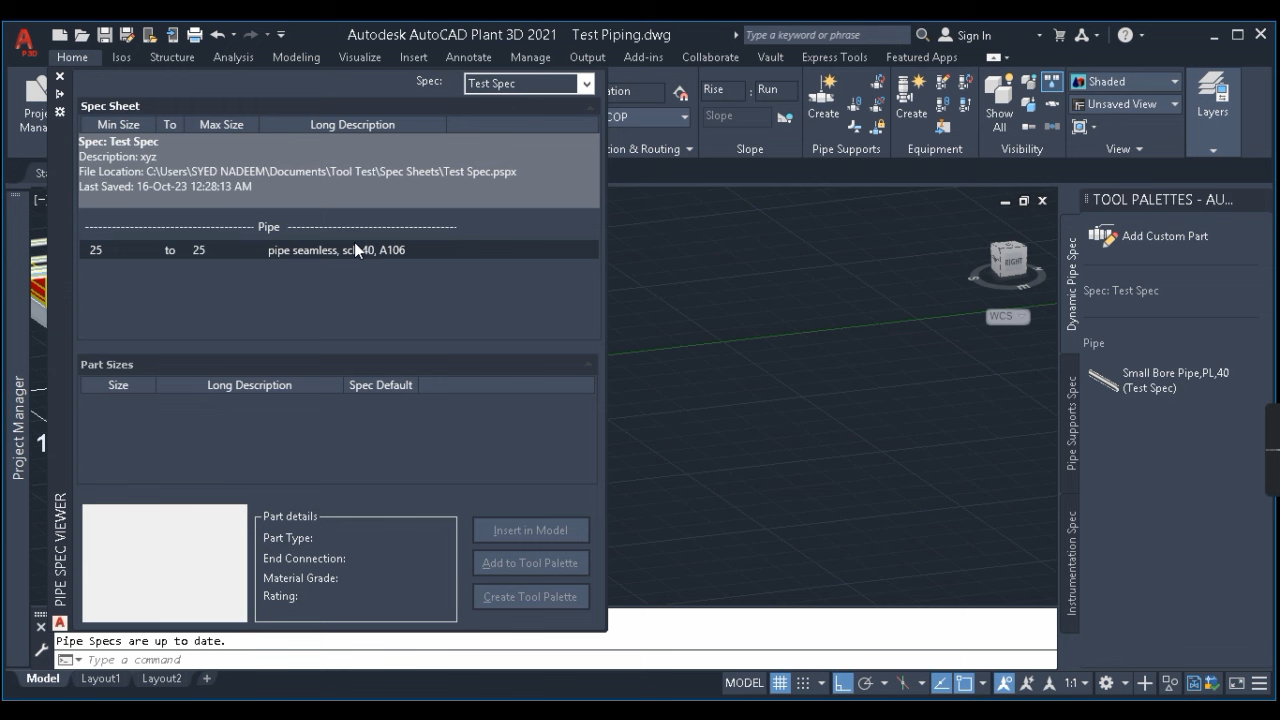 Autodesk AutoCAD Plant 3D 2021 Test Piping.dwg
Type a keyword or phrase
Sign In
P3D
Home Isos Structure Analysis Modeling Visualize Insert Annotate Manage Output Add-ins Collaborate Vault Express Tools Featured Apps
Spec: Test Spec
Rise : Run
Slope
Slope
Create
Pipe Supports
Create
Equipment
Show
All
Visibility
Shaded
Unsaved View
View
Layers
COP
& Routing
Spec Sheet
Min Size To Max Size Long Description
Spec: Test Spec
Description: xyz
File Location: C:\Users\SYED NADEEM\Documents\Tool Test\Spec Sheets\Test Spec.pspx
Last Saved: 16-Oct-23 12:28:13 AM
Pipe
25 to 25 pipe seamless, sch 40, A106
Part Sizes
Size Long Description Spec Default
Part details
Part Type:
End Connection:
Material Grade:
Rating:
Insert in Model
Add to Tool Palette
Create Tool Palette
PIPE SPEC VIEWER
Project Manager
RIGHT
WCS
TOOL PALETTES - AU...
Add Custom Part
Spec: Test Spec
Pipe
Small Bore Pipe,PL,40
(Test Spec)
Dynamic Pipe Spec
Pipe Supports Spec
Instrumentation Spec
Pipe Specs are up to date.
Type a command
Model Layout1 Layout2 +
MODEL
1:1